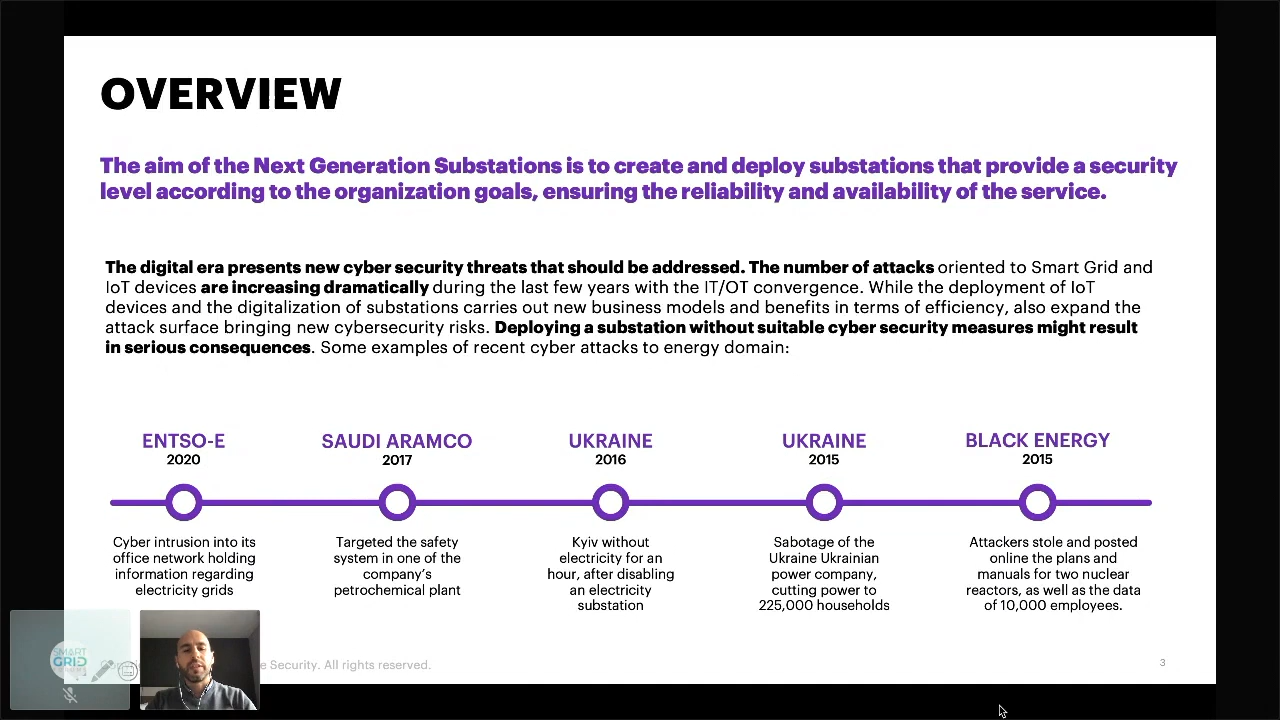 OVERVIEW
The aim of the Next Generation Substations is to create and deploy substations that provide a security
level according to the organization goals, ensuring the reliability and availability of the service.
The digital era presents new cyber security threats that should be addressed. The number of attacks oriented to Smart Grid and
IoT devices are increasing dramatically during the last few years with the IT/OT convergence. While the deployment of IoT
devices and the digitalization of substations carries out new business models and benefits in terms of efficiency, also expand the
attack surface bringing new cybersecurity risks. Deploying a substation without suitable cyber security measures might result
in serious consequences. Some examples of recent cyber attacks to energy domain:
ENTSO-E
2020
Cyber intrusion into its
office network holding
information regarding
electricity grids
SAUDI ARAMCO
2017
Targeted the safety
system in one of the
company's
petrochemical plant
UKRAINE
2016
Kyiv without
electricity for an
hour, after disabling
an electricity
substation
UKRAINE
2015
Sabotage of the
Ukraine Ukrainian
power company,
cutting power to
225,000 households
BLACK ENERGY
2015
Attackers stole and posted
online the plans and
manuals for two nuclear
reactors, as well as the data
of 10,000 employees.
SMART
GRID
Security. All rights reserved.
3